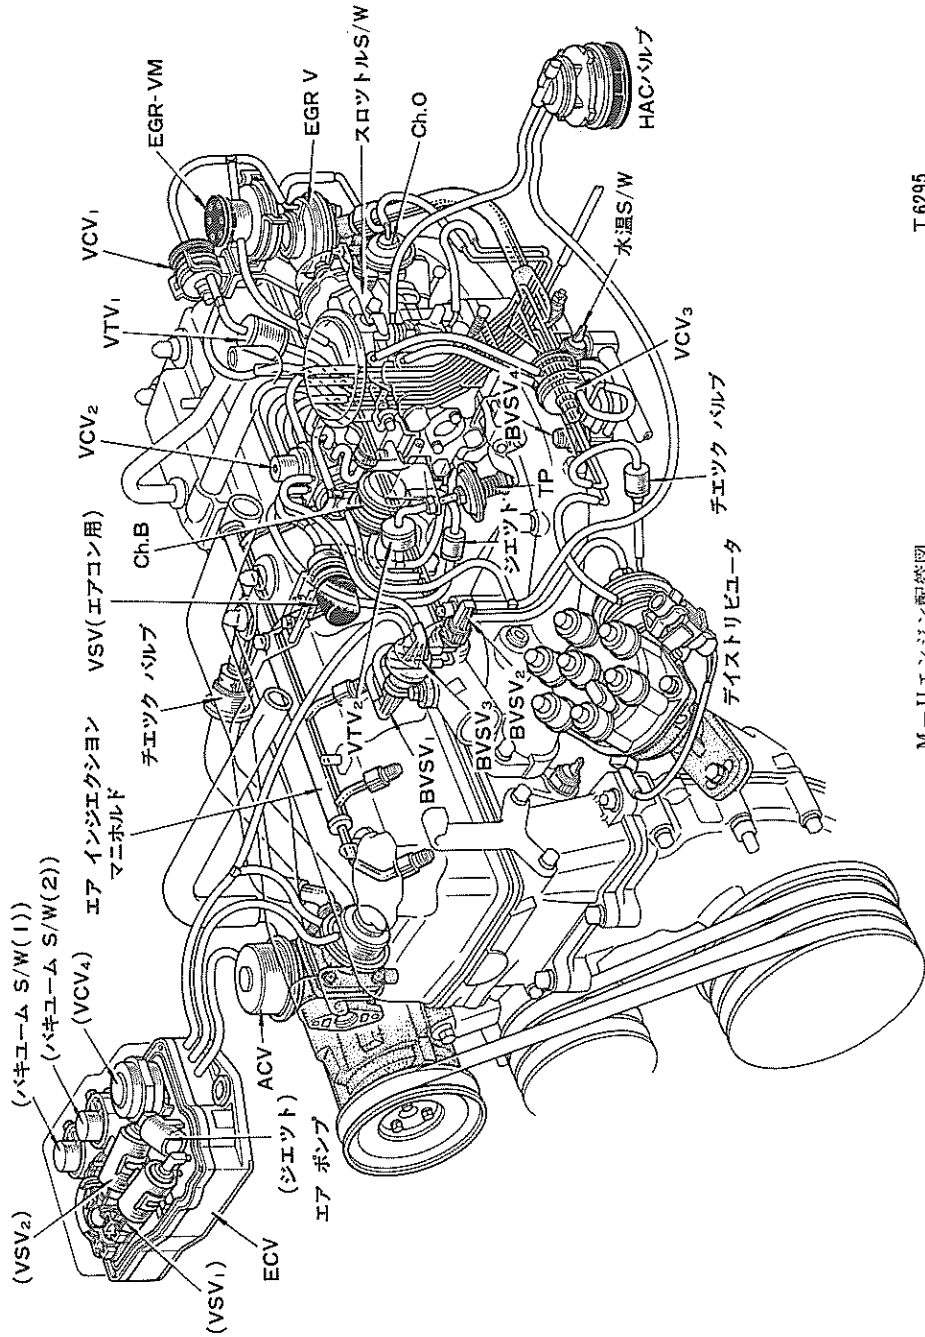 (VSV₂)
(バキューム S/W(1))
(バキューム S/W(2))
(VCV₄)
(VSV₁)
ECV
(ジエツト)
ACV
エア ポンプ
エア インジエクシヨン
マニホルド
チエツク バルブ
VSV(エアコン用)
Ch.B
VCV₂
VTV₁
VCV₁
EGR-VM
EGR V
スロツトルS/W
Ch.O
HACバルブ
水温S/W
VCV₃
BVSV₄
TP
ジエツト
チエツク バルブ
VTV₂
BVSV₁
BVSV₃
BVSV₂
デイストリビユータ
T6295